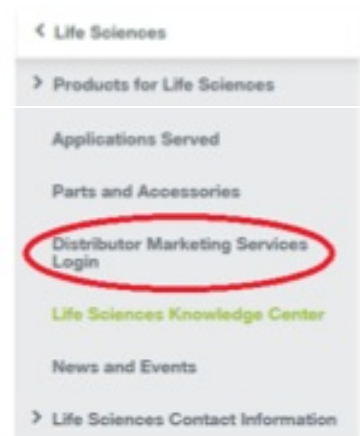 Life Sciences
Products for Life Sciences
Applications Served
Parts and Accessories
Distributor Marketing Services
Login
Life Sciences Knowledge Center
News and Events
Life Sciences Contact Information